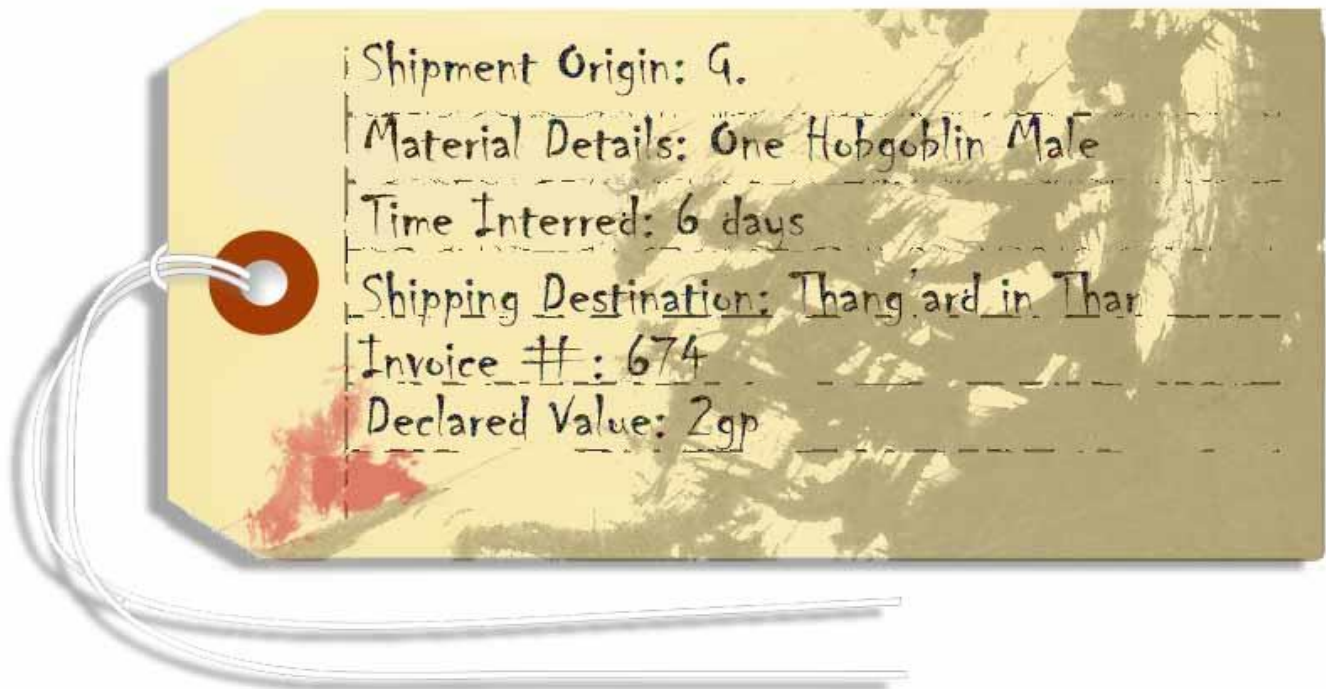 Shipment Origin: G.
Material Details: One Hobgoblin Male
Time Interred: 6 days
Shipping Destination: Thang'ard in Thar
Invoice #: 674
Declared Value: 2gp